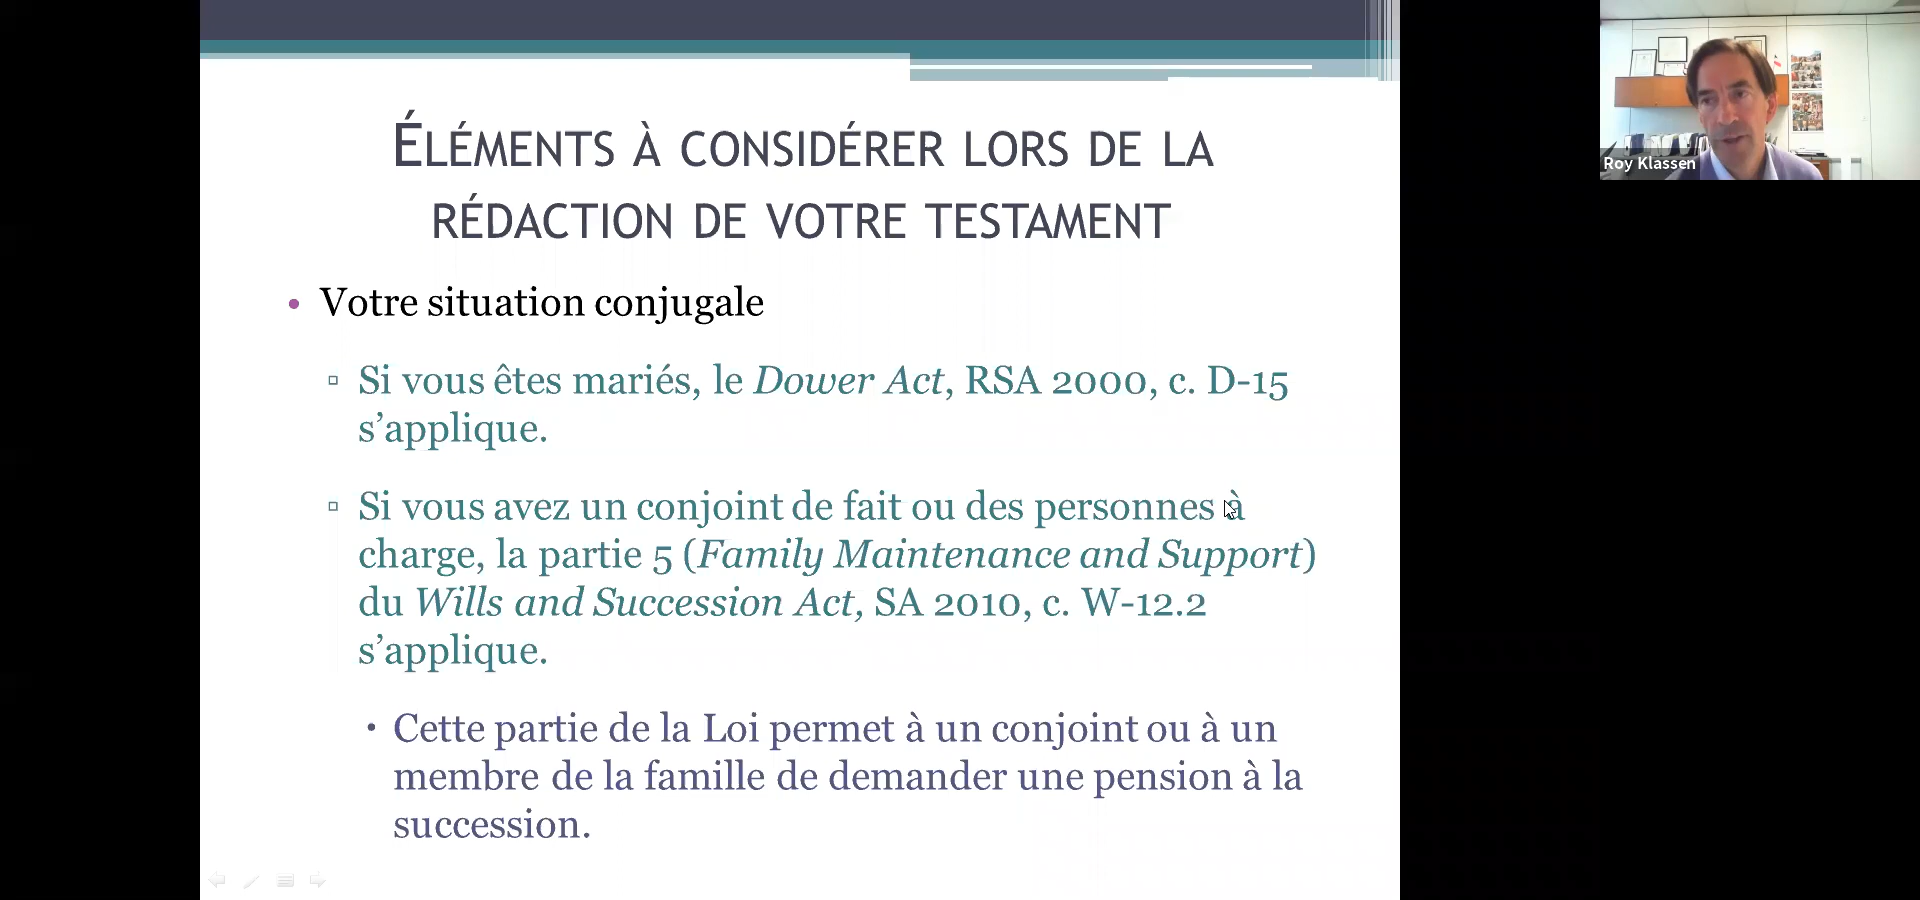 ÉLÉMENTS À CONSIDÉRER LORS DE LA
RÉDACTION DE VOTRE TESTAMENT
• Votre situation conjugale
▫ Si vous êtes mariés, le Dower Act, RSA 2000, c. D-15
s’applique.
▫ Si vous avez un conjoint de fait ou des personnes à
charge, la partie 5 (Family Maintenance and Support)
du Wills and Succession Act, SA 2010, c. W-12.2
s’applique.
▪ Cette partie de la Loi permet à un conjoint ou à un
membre de la famille de demander une pension à la
succession.
Roy Klassen